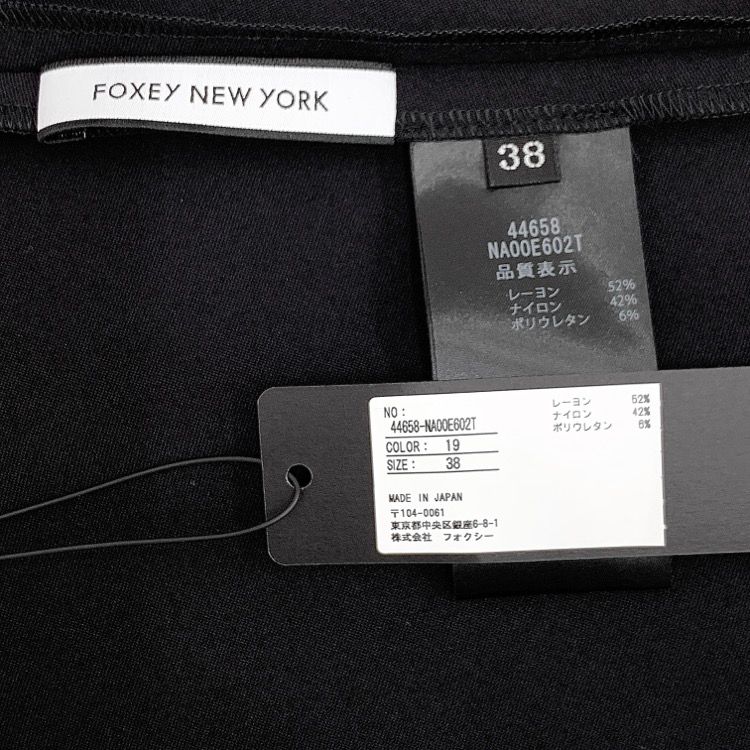 FOXEY NEW YORK
38
44658
NA00E602T
品質表示
レーヨン 52%
ナイロン 42%
ポリウレタン 6%
NO:
44658-NA00E602T
COLOR: 19
SIZE: 38
レーヨン 52%
ナイロン 42%
ポリウレタン 6%
MADE IN JAPAN
〒104-0061
東京都中央区銀座6-8-1
株式会社 フォクシー